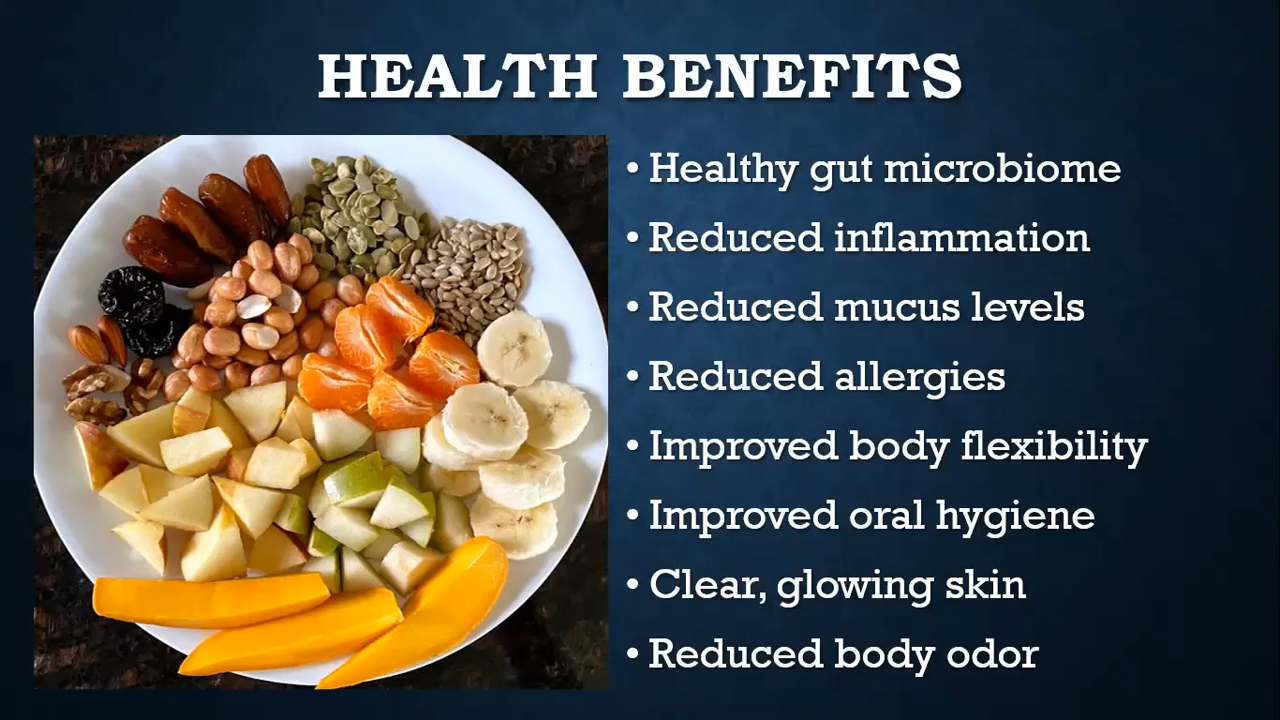 HEALTH BENEFITS
• Healthy gut microbiome
• Reduced inflammation
• Reduced mucus levels
• Reduced allergies
• Improved body flexibility
• Improved oral hygiene
• Clear, glowing skin
• Reduced body odor